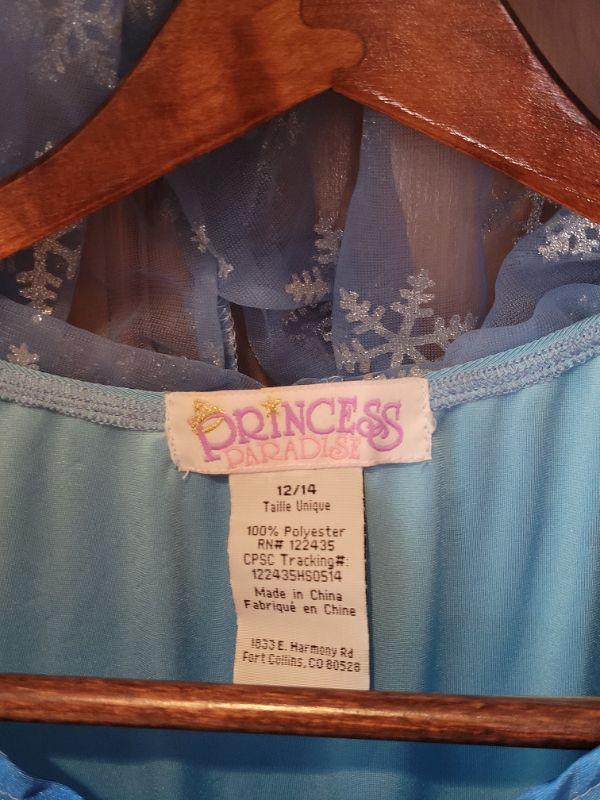 PRINCESS
PARADISE
12/14
Taille Unique
100% Polyester
RN# 122435
CPSC Tracking#:
122435HS0514
Made in China
Fabriqué en Chine
1833 E. Harmony Rd
Fort Collins, CO 80528